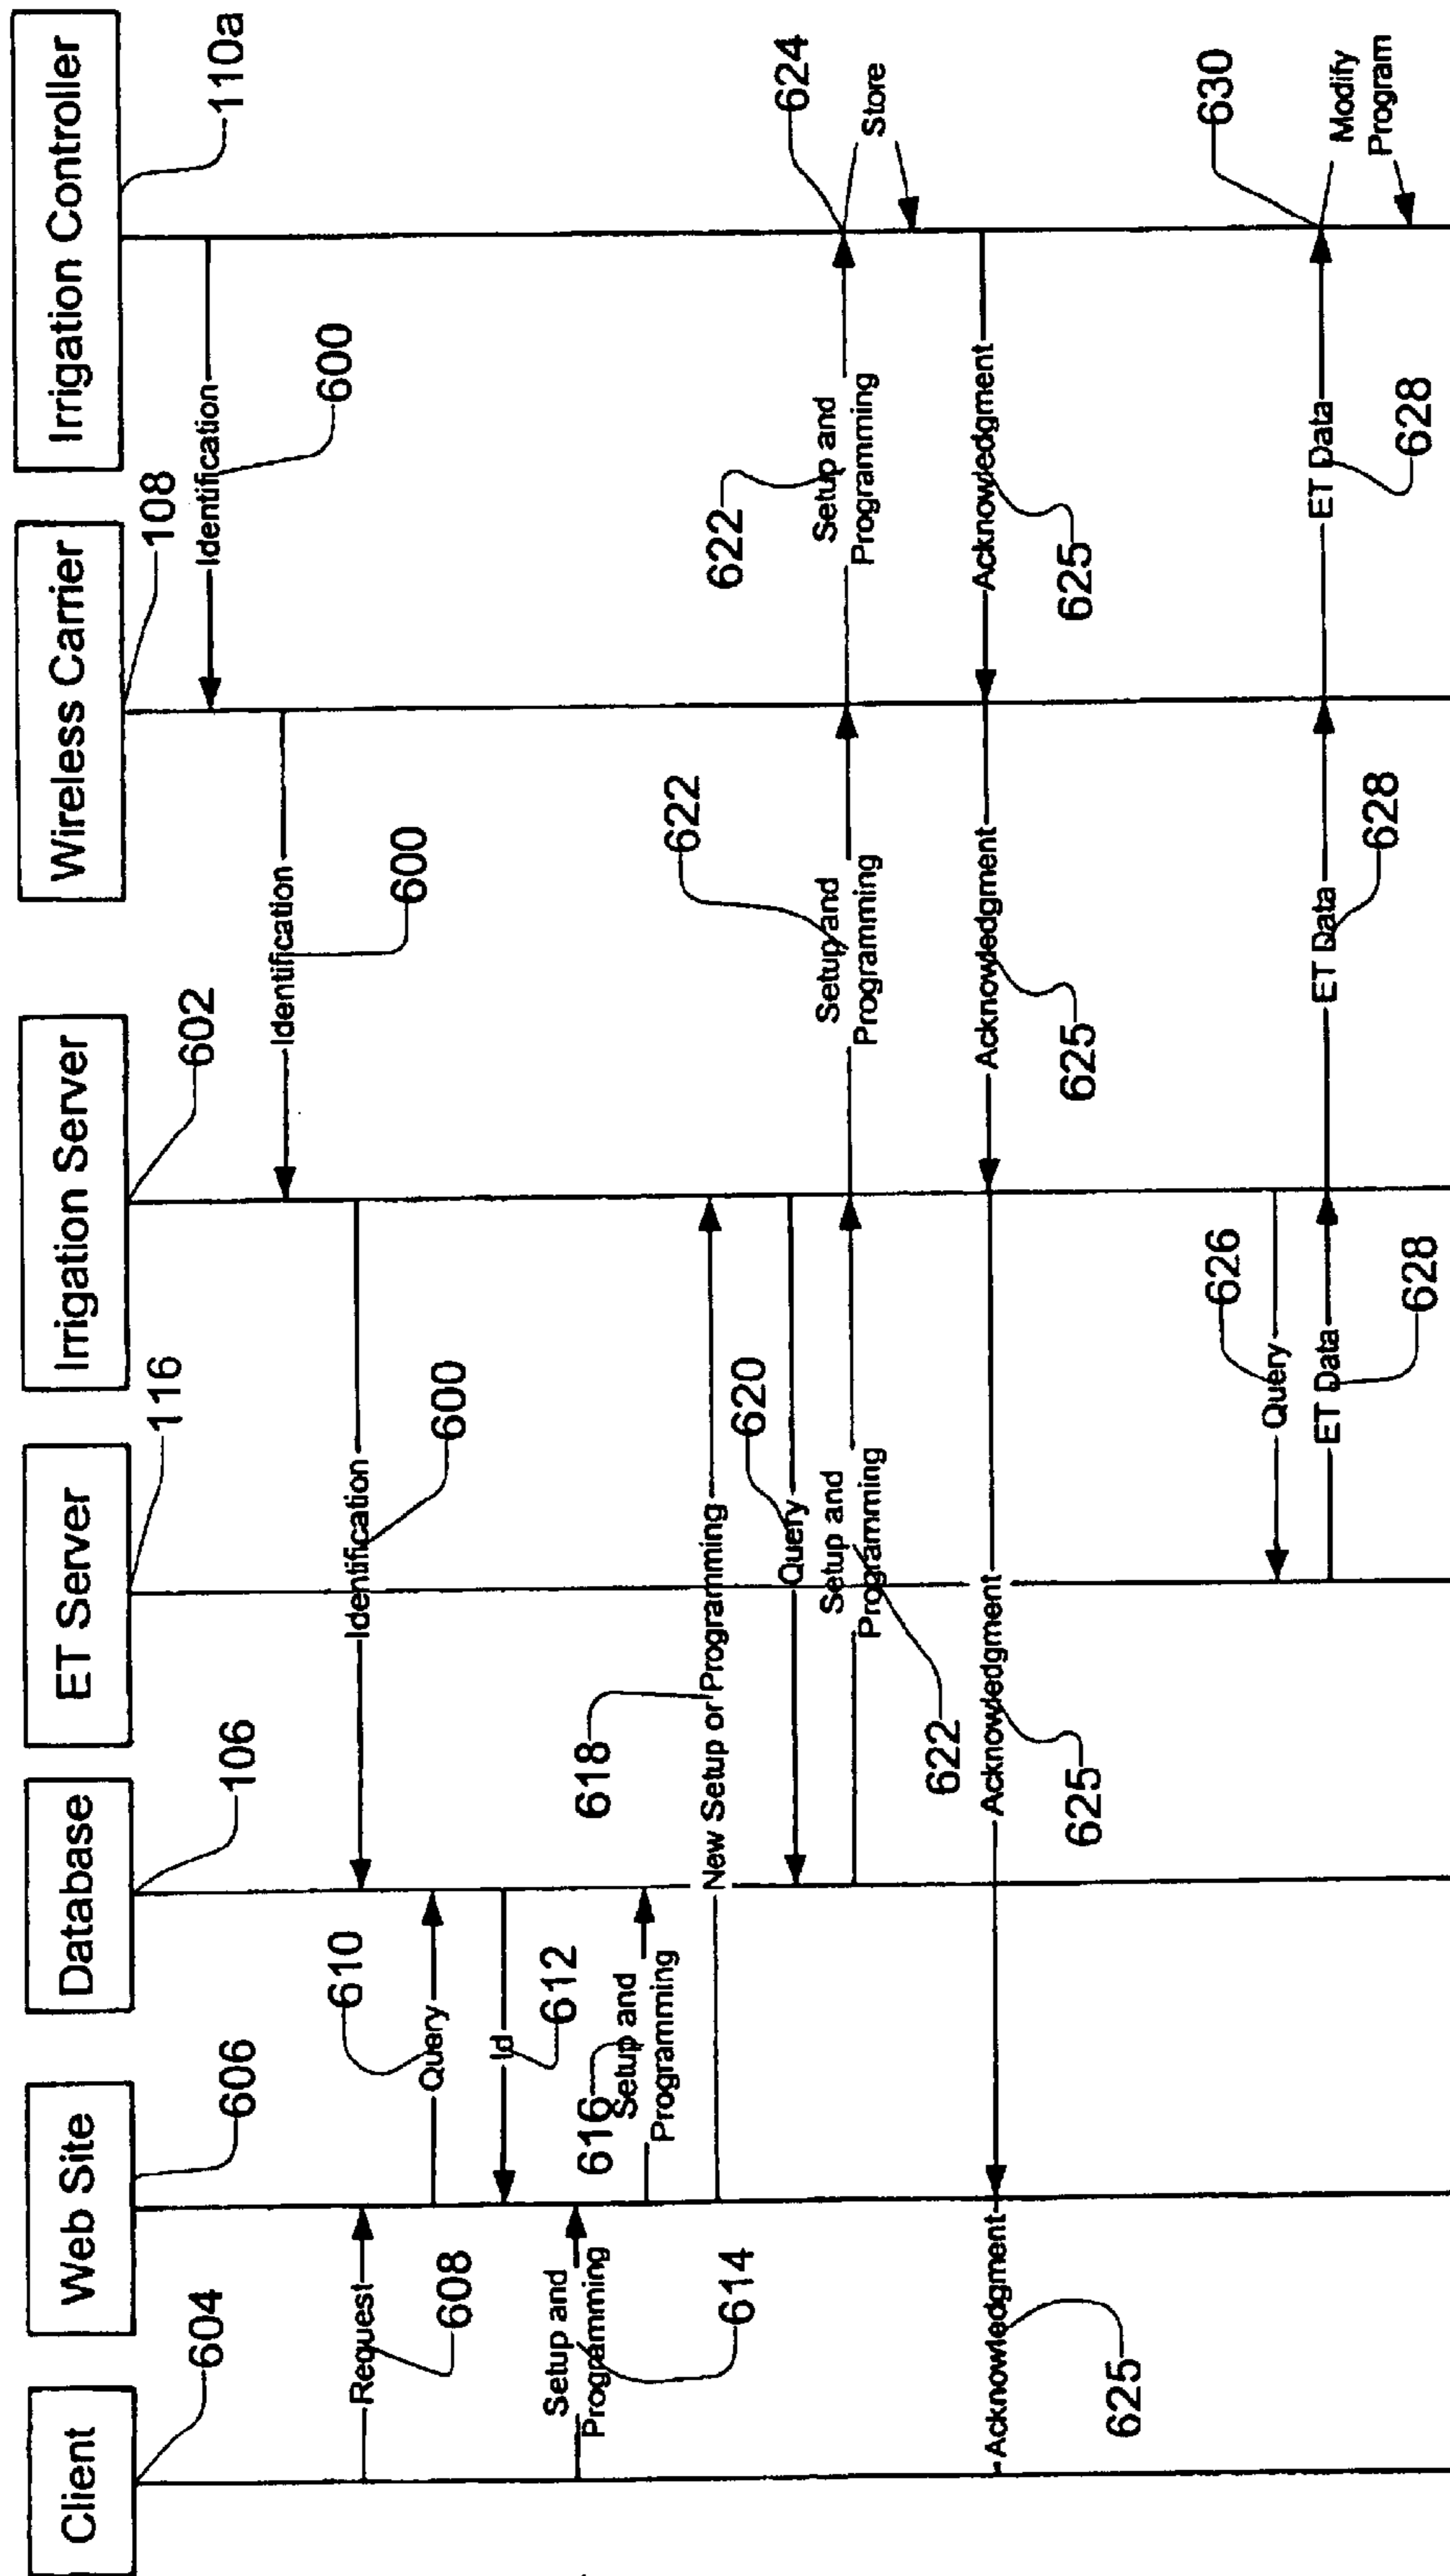 Client
604
Web Site
606
Database
106
ET Server
116
Irrigation Server
602
Wireless Carrier
108
Irrigation Controller
110a
Identification
600
Identification
600
Request
608
Identification
600
Query
610
Id
612
Setup and
Programming
614
616
Setup and
Programming
618
New Setup or Programming
620
Query
Setup and
Programming
622
622
Setup and
Programming
622
Setup and
Programming
624
Store
Acknowledgment
625
Acknowledgment
625
Acknowledgment
625
Acknowledgment
625
626
Query
ET Data
628
ET Data
628
ET Data
628
630
Modify
Program